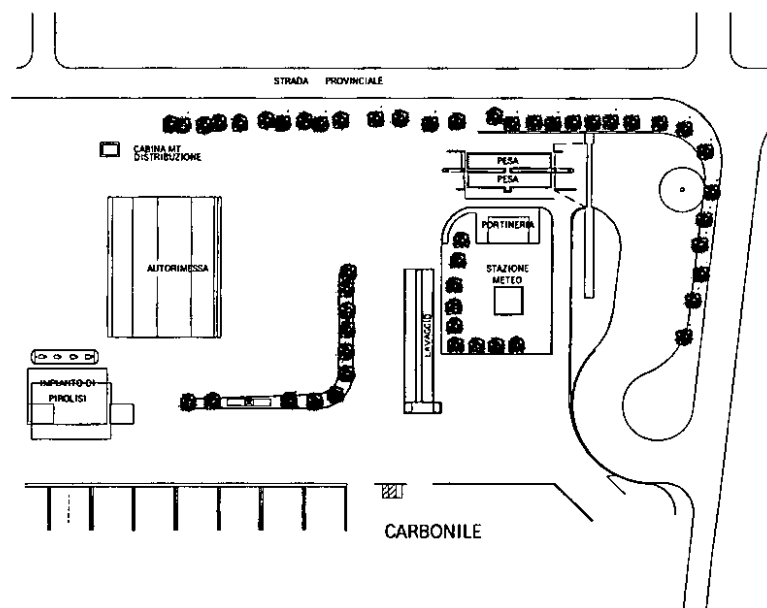 STRADA PROVINCIALE
CABINA MT
DISTRIBUZIONE
PESA
PESA
PORTINERIA
AUTORIMESSA
STAZIONE
METEO
LAVAGGIO
IMPIANTO DI
PIROLISI
CARBONILE